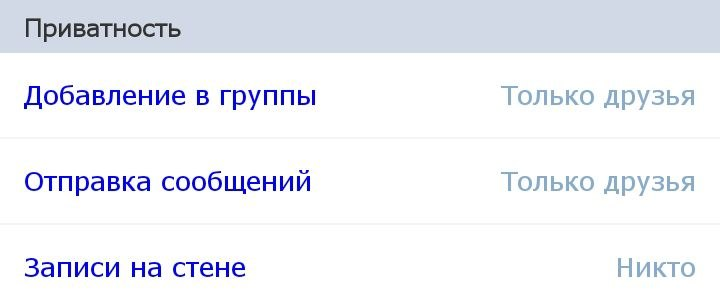 Приватность
Добавление в группы Только друзья
Отправка сообщений Только друзья
Записи на стене Никто